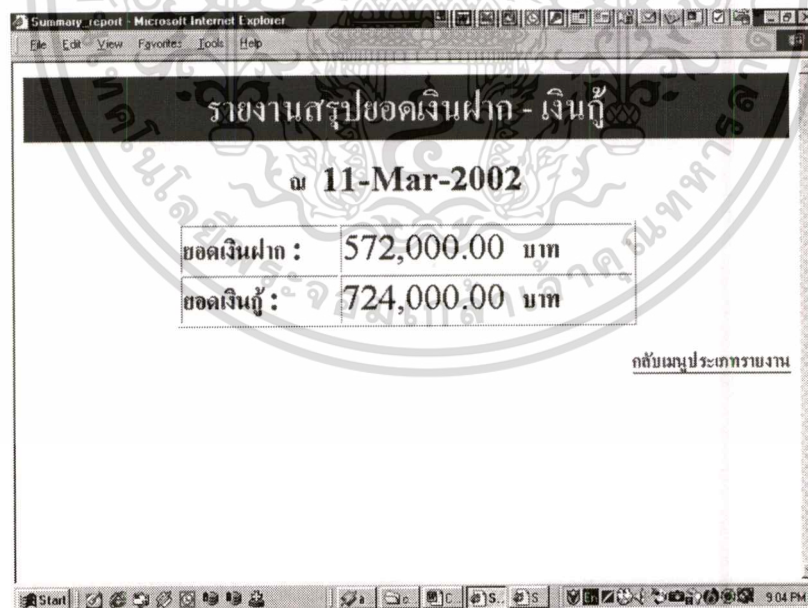 Summary_report - Microsoft Internet Explorer
File Edit View Favorites Tools Help
รายงานสรุปยอดเงินฝาก - เงินกู้
ณ 11-Mar-2002
ยอดเงินฝาก : 572,000.00 บาท
ยอดเงินกู้ : 724,000.00 บาท
กลับเมนูประเภทรายงาน
Start 9:04 PM